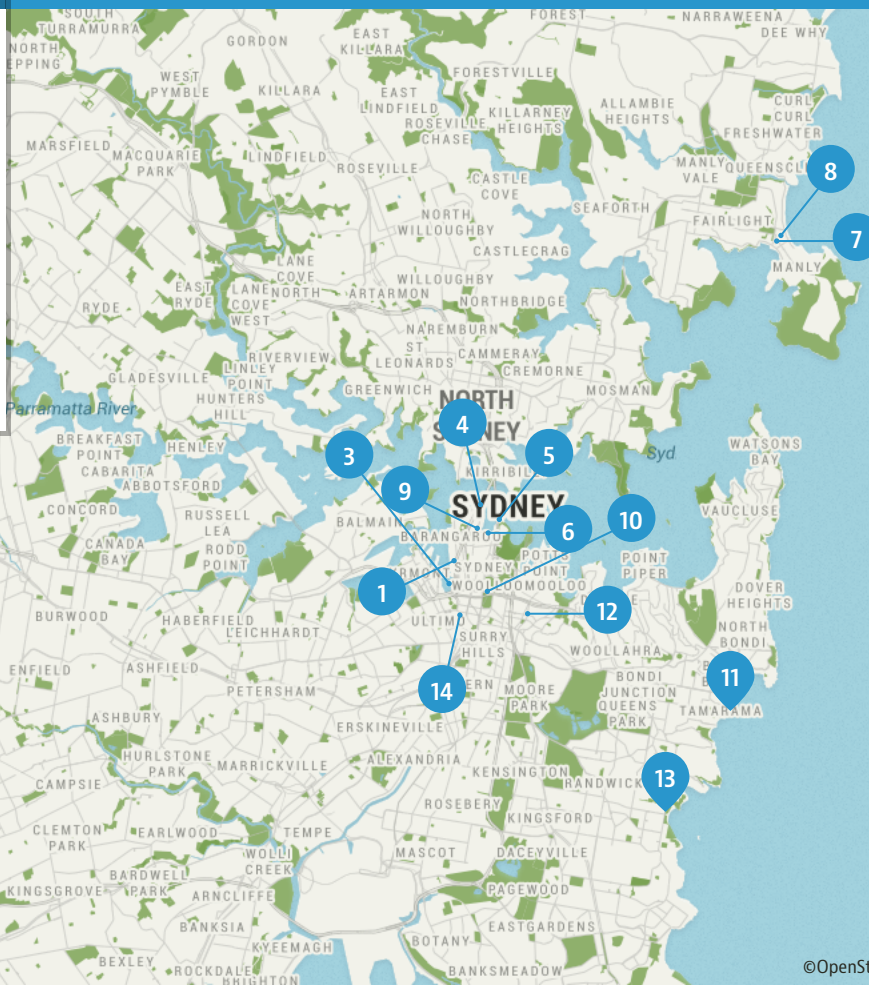 SOUTH
TURRAMURRA
NORTH
EPPING
GORDON
EAST
KILLARA
FOREST
NARRAWEENA
DEE WHY
WEST
PYMBLE
KILLARA
EAST
LINDFIELD
FORESTVILLE
ROSEVILLE
CHASE
KILLARNEY
HEIGHTS
ALLAMBIE
HEIGHTS
CURL
CURL
FRESHWATER
MARSFIELD
MACQUARIE
PARK
LINDFIELD
ROSEVILLE
CASTLE
COVE
MANLY
VALE
QUEENSCL
8
SEAFORTH
FAIRLIGHT
NORTH
WILLOUGHBY
7
CASTLECRAG
MANLY
LANE
COVE
NORTH
EAST
RYDE
LANE
COVE
WEST
ARTARMON
WILLOUGHBY
NORTHBRIDGE
RYDE
NAREMBURN
ST
LEONARDS
CAMMERAY
CREMORNE
RIVERVIEW
LINLEY
POINT
GLADESVILLE
HUNTERS
HILL
GREENWICH
MOSMAN
Parramatta River
NORTH
SYDNEY
4
BREAKFAST
POINT
HENLEY
CABARITA
ABBOTSFORD
3
5
KIRRIBIL
Syd
WATSONS
BAY
9
SYDNEY
10
VAUCLUSE
CONCORD
RUSSELL
LEA
BALMAIN
BARANGAROO
6
CANADA
BAY
RODD
POINT
SYDNEY
POTTS
POINT
POINT
PIPER
1
RMONT
WOOLLOOMOOLOO
DOVER
HEIGHTS
12
BURWOOD
HABERFIELD
LEICHHARDT
ULTIMO
SURRY
HILLS
NORTH
BONDI
WOOLLAHRA
ENFIELD
ASHFIELD
PETERSHAM
14
ERN
MOORE
PARK
BONDI
JUNCTION
QUEENS
PARK
11
TAMARAMA
ASHBURY
ERSKINEVILLE
HURLSTONE
PARK
MARRICKVILLE
ALEXANDRIA
KENSINGTON
RANDWICK
13
CAMPSIE
ROSEBERY
KINGSFORD
CLEMTON
PARK
EARLWOOD
TEMPE
WOLLI
CREEK
MASCOT
DACEYVILLE
BARDWELL
PARK
KINGSGROVE
ARNCLIFFE
PAGEWOOD
BANKSIA
EASTGARDENS
KYEEMAGH
BOTANY
BEXLEY
ROCKDALE
BRIGHTON
BANKSMEADOW
©OpenSt